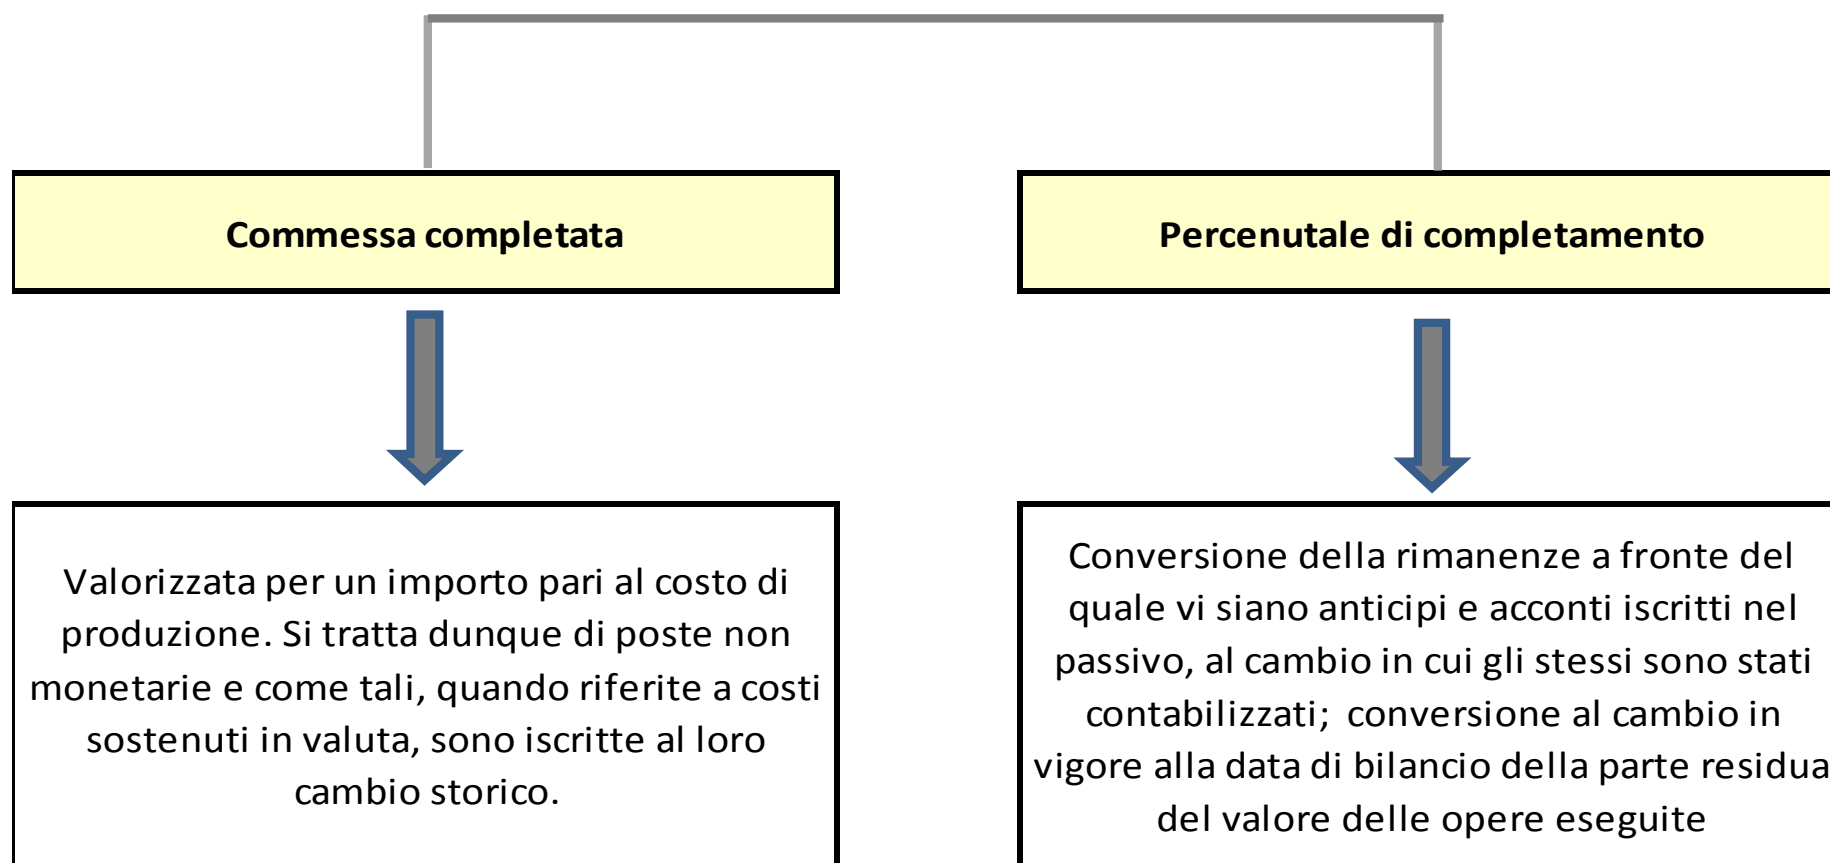 Commessa completata
Percenutale di completamento
Valorizzata per un importo pari al costo di
produzione. Si tratta dunque di poste non
monetarie e come tali, quando riferite a costi
sostenuti in valuta, sono iscritte al loro
cambio storico.
Conversione della rimanenze a fronte del
quale vi siano anticipi e acconti iscritti nel
passivo, al cambio in cui gli stessi sono stati
contabilizzati; conversione al cambio in
vigore alla data di bilancio della parte residua
del valore delle opere eseguite